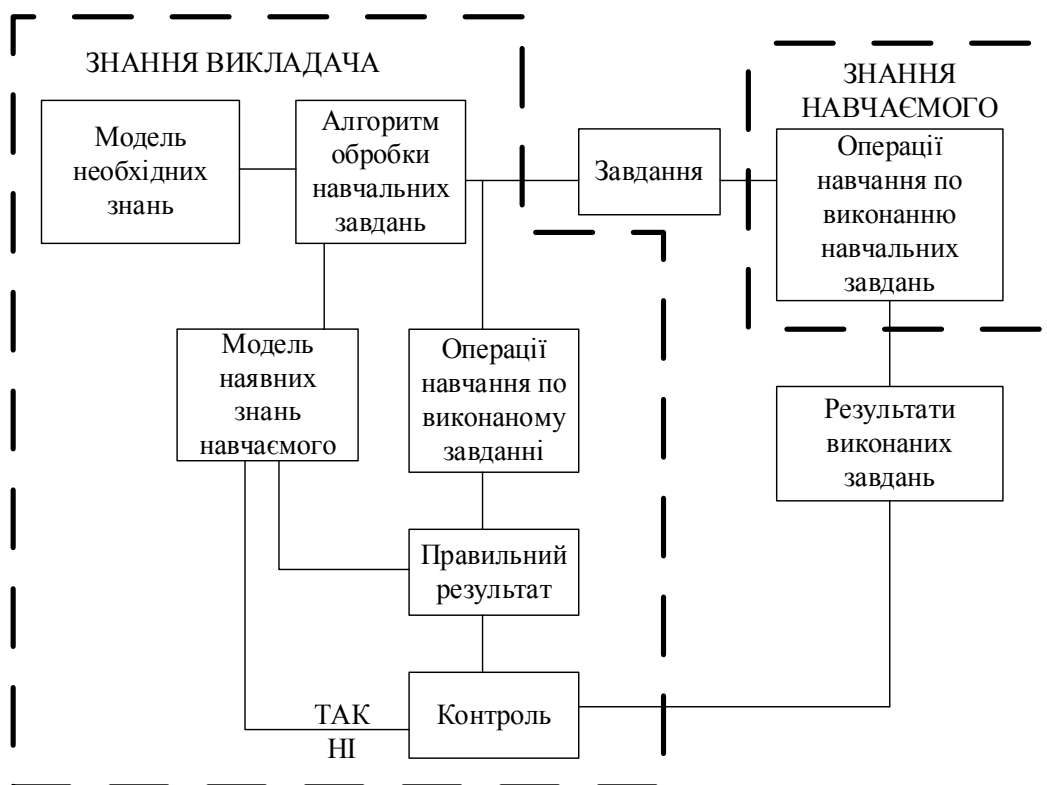 ЗНАННЯ ВИКЛАДАЧА
ЗНАННЯ
НАВЧАЄМОГО
Модель
необхідних
знань
Алгоритм
обробки
навчальних
завдань
Завдання
Операції
навчання по
виконанню
навчальних
завдань
Модель
наявних
знань
навчаємого
Операції
навчання по
виконаному
завданні
Результати
виконаних
завдань
Правильний
результат
ТАК
НІ
Контроль